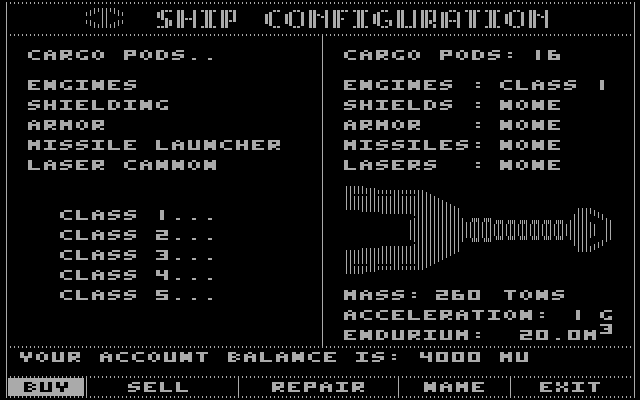 SHIP CONFIGURATION
CARGO PODS..
ENGINES
SHIELDING
ARMOR
MISSILE LAUNCHER
LASER CANNON
CLASS 1...
CLASS 2...
CLASS 3...
CLASS 4...
CLASS 5...
CARGO PODS: 16
ENGINES : CLASS 1
SHIELDS : NONE
ARMOR : NONE
MISSILES: NONE
LASERS : NONE
MASS: 260 TONS
ACCELERATION: 1 G
ENDURIUM: 20.0M³
YOUR ACCOUNT BALANCE IS: 4000 MU
BUY SELL REPAIR NAME EXIT